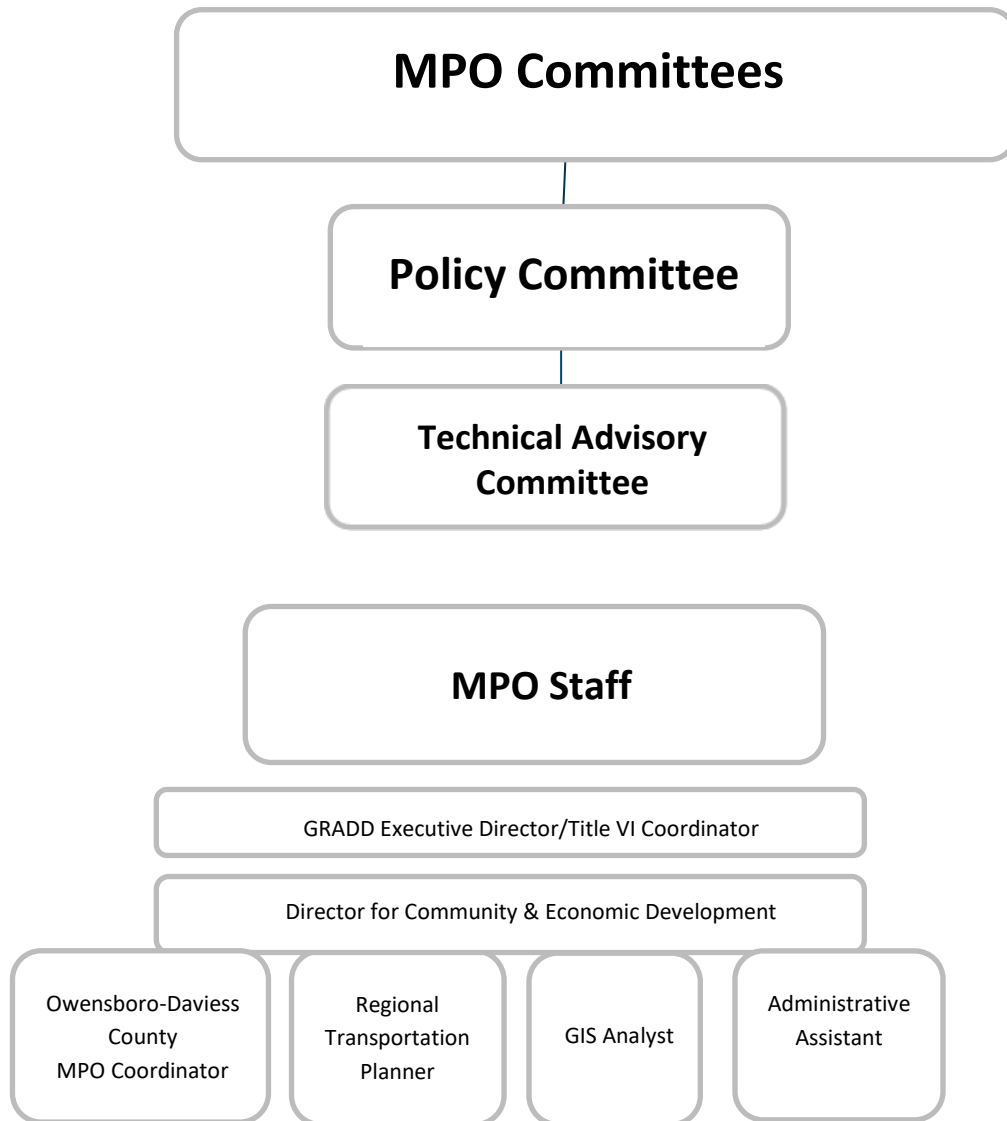 MPO Committees
Policy Committee
Technical Advisory
Committee
MPO Staff
GRADD Executive Director/Title VI Coordinator
Director for Community & Economic Development
Owensboro-Daviess
County
MPO Coordinator
Regional
Transportation
Planner
GIS Analyst
Administrative
Assistant